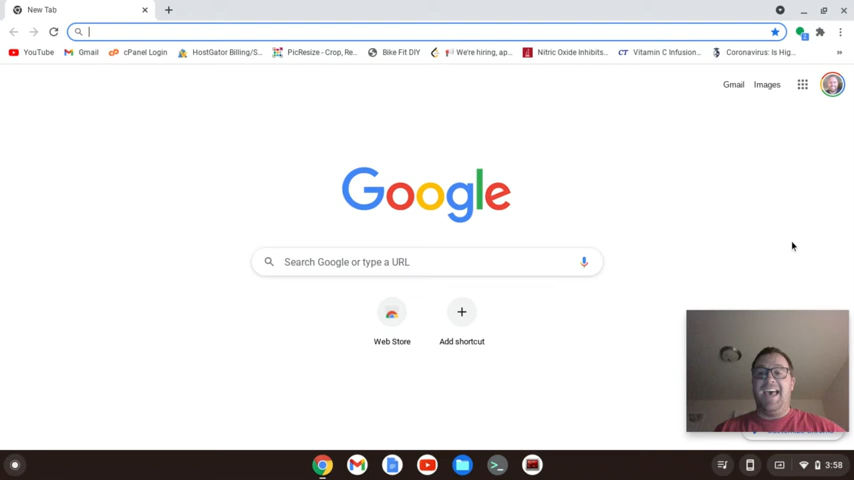 New Tab
YouTube Gmail cPanel Login HostGator Billing/S... PicResize - Crop, Re... Bike Fit DIY We're hiring, ap... Nitric Oxide Inhibits... CT Vitamin C Infusion... Coronavirus: Is Hig... »
Gmail Images
Google
Search Google or type a URL
Web Store Add shortcut
3:58